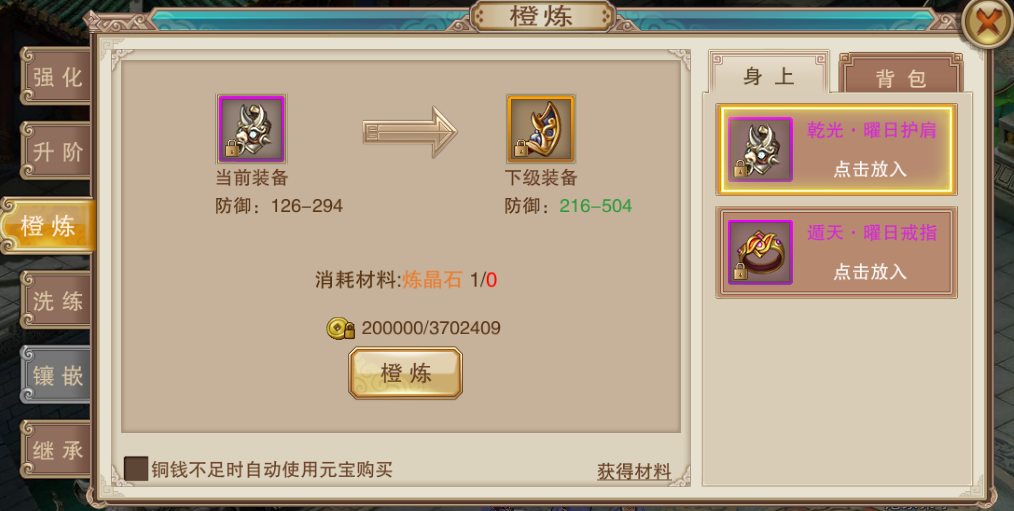 橙炼
强化
升阶
橙炼
洗练
镶嵌
继承
当前装备
防御：126-294
下级装备
防御：216-504
消耗材料:炼晶石 1/0
200000/3702409
橙炼
铜钱不足时自动使用元宝购买
获得材料
身上
背包
乾光·曜日护肩
点击放入
遁天·曜日戒指
点击放入